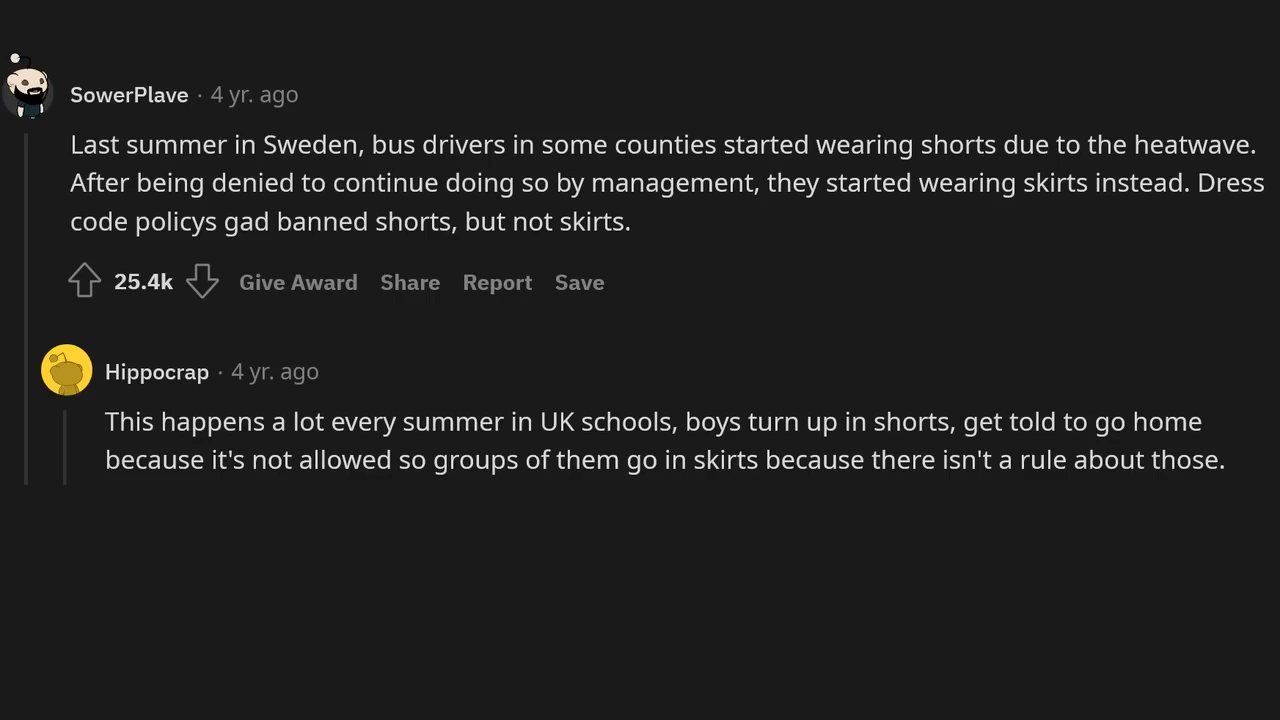 SowerPlave · 4 yr. ago
Last summer in Sweden, bus drivers in some counties started wearing shorts due to the heatwave.
After being denied to continue doing so by management, they started wearing skirts instead. Dress
code policys gad banned shorts, but not skirts.
25.4k Give Award Share Report Save
Hippocrap · 4 yr. ago
This happens a lot every summer in UK schools, boys turn up in shorts, get told to go home
because it's not allowed so groups of them go in skirts because there isn't a rule about those.